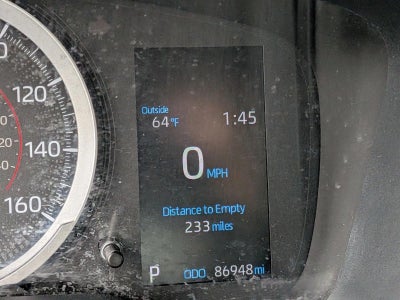 120
140
160
Outside
64 °F 1:45
0 MPH
Distance to Empty
233 miles
P ODO 86948 mi